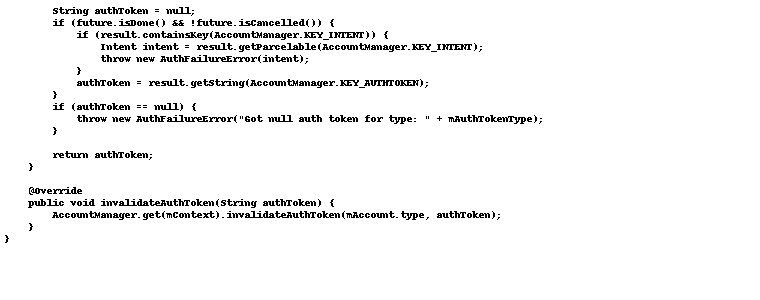 String authToken = null;
        if (future.isDone() && !future.isCancelled()) {
            if (result.containsKey(AccountManager.KEY_INTENT)) {
                Intent intent = result.getParcelable(AccountManager.KEY_INTENT);
                throw new AuthFailureError(intent);
            }
            authToken = result.getString(AccountManager.KEY_AUTHTOKEN);
        }
        if (authToken == null) {
            throw new AuthFailureError("Got null auth token for type: " + mAuthTokenType);
        }

        return authToken;
    }

    @Override
    public void invalidateAuthToken(String authToken) {
        AccountManager.get(mContext).invalidateAuthToken(mAccount.type, authToken);
    }
}